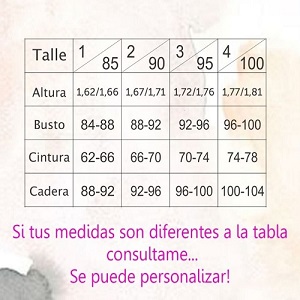 Talle 1 85 2 90 3 95 4 100
Altura 1,62/1,66 1,67/1,71 1,72/1,76 1,77/1,81
Busto 84-88 88-92 92-96 96-100
Cintura 62-66 66-70 70-74 74-78
Cadera 88-92 92-96 96-100 100-104
Si tus medidas son diferentes a la tabla
consultame...
Se puede personalizar!